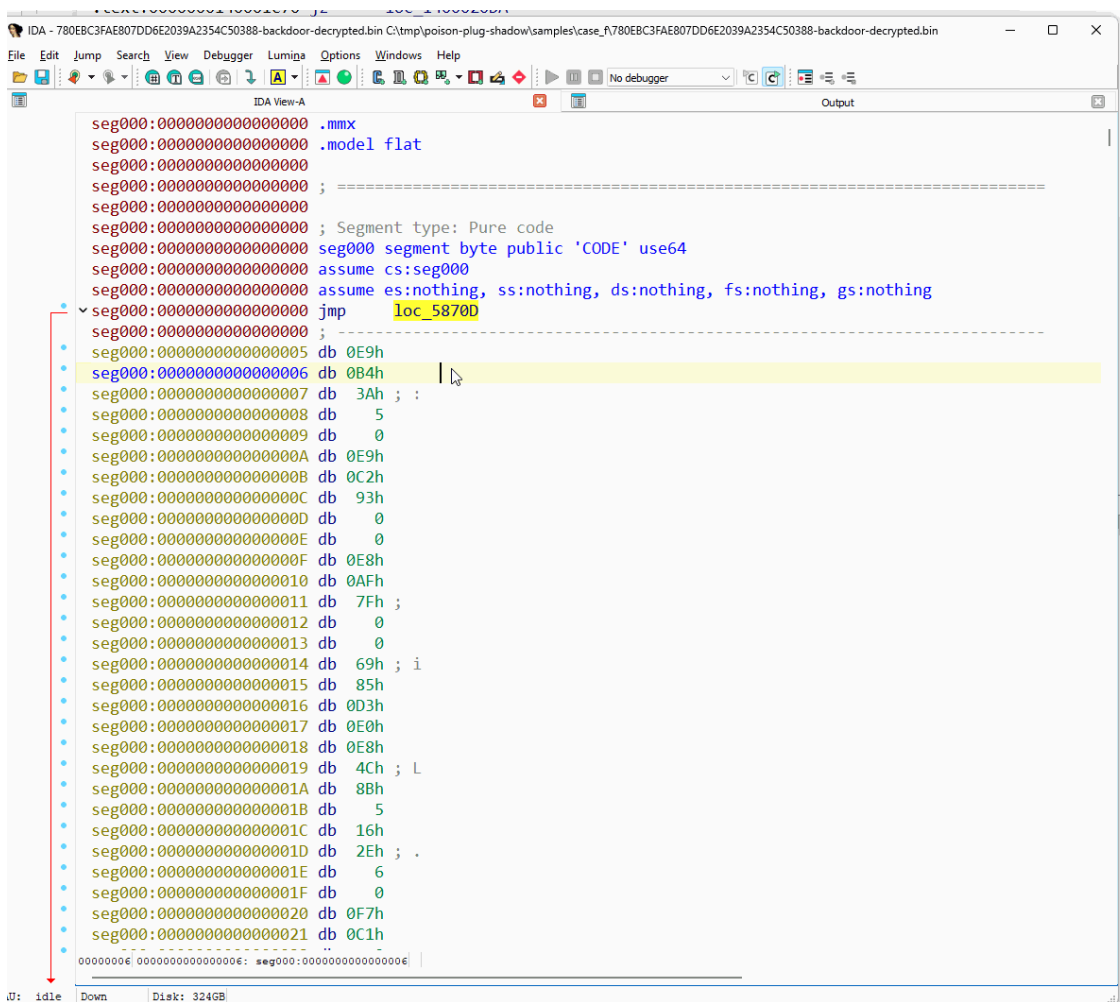 IDA - 780EBC3FAE807DD6E2039A2354C50388-backdoor-decrypted.bin C:\tmp\poison-plug-shadow\samples\case_f\780EBC3FAE807DD6E2039A2354C50388-backdoor-decrypted.bin
File Edit Jump Search View Debugger Lumina Options Windows Help
No debugger
IDA View-A Output
seg000:0000000000000000 .mmx
seg000:0000000000000000 .model flat
seg000:0000000000000000
seg000:0000000000000000 ; ===========================================================================
seg000:0000000000000000
seg000:0000000000000000 ; Segment type: Pure code
seg000:0000000000000000 seg000 segment byte public 'CODE' use64
seg000:0000000000000000 assume cs:seg000
seg000:0000000000000000 assume es:nothing, ss:nothing, ds:nothing, fs:nothing, gs:nothing
seg000:0000000000000000 jmp loc_5870D
seg000:0000000000000000 ; ---------------------------------------------------------------------------
seg000:0000000000000005 db 0E9h
seg000:0000000000000006 db 0B4h
seg000:0000000000000007 db 3Ah ; :
seg000:0000000000000008 db 5
seg000:0000000000000009 db 0
seg000:000000000000000A db 0E9h
seg000:000000000000000B db 0C2h
seg000:000000000000000C db 93h
seg000:000000000000000D db 0
seg000:000000000000000E db 0
seg000:000000000000000F db 0E8h
seg000:0000000000000010 db 0AFh
seg000:0000000000000011 db 7Fh ;
seg000:0000000000000012 db 0
seg000:0000000000000013 db 0
seg000:0000000000000014 db 69h ; i
seg000:0000000000000015 db 85h
seg000:0000000000000016 db 0D3h
seg000:0000000000000017 db 0E0h
seg000:0000000000000018 db 0E8h
seg000:0000000000000019 db 4Ch ; L
seg000:000000000000001A db 8Bh
seg000:000000000000001B db 5
seg000:000000000000001C db 16h
seg000:000000000000001D db 2Eh ; .
seg000:000000000000001E db 6
seg000:000000000000001F db 0
seg000:0000000000000020 db 0F7h
seg000:0000000000000021 db 0C1h
00000006 0000000000000006: seg000:0000000000000006
AU: idle Down Disk: 324GB